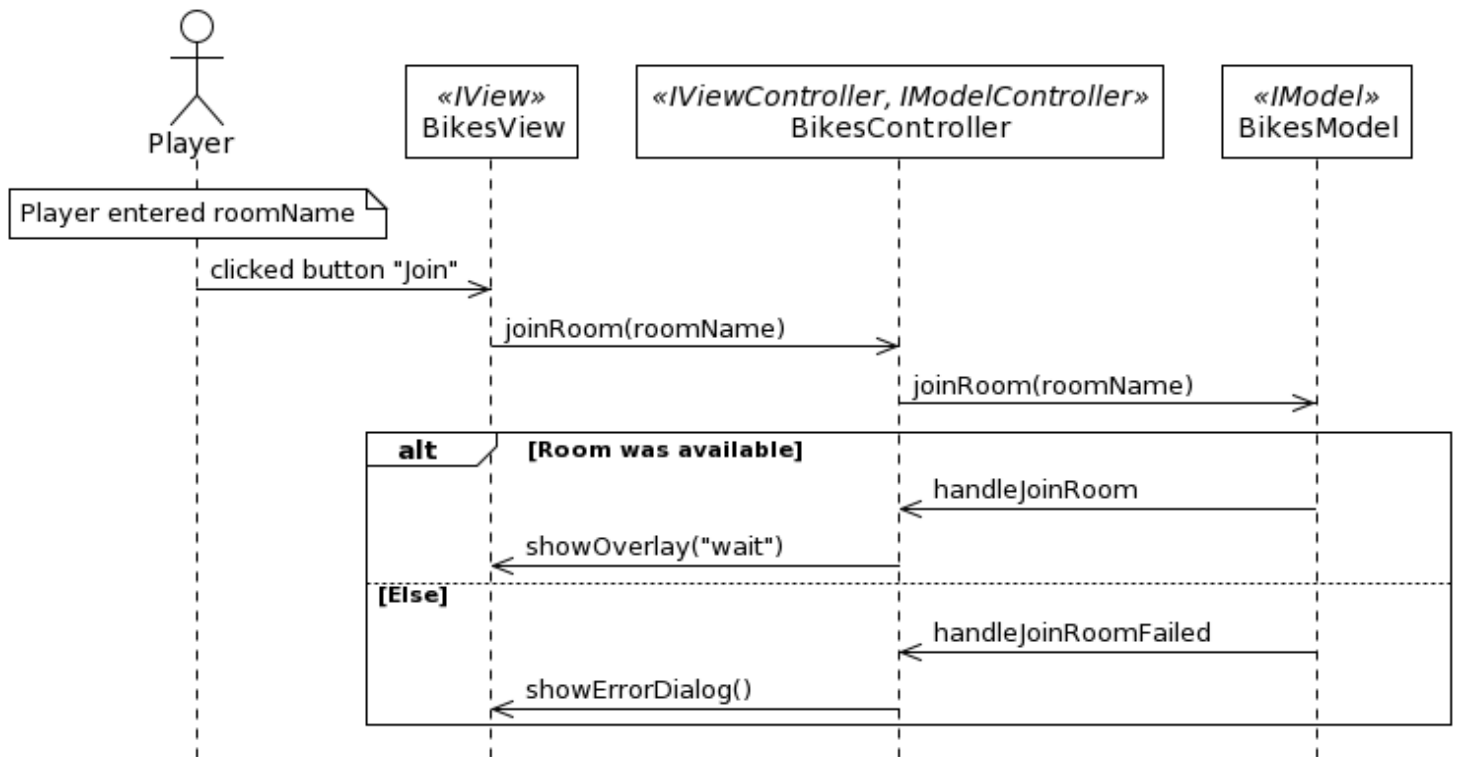 «IView»
BikesView
«IViewController, IModelController»
BikesController
«IModel»
BikesModel
Player
Player entered roomName
clicked button "Join"
joinRoom(roomName)
joinRoom(roomName)
alt
[Room was available]
handleJoinRoom
showOverlay("wait")
[Else]
handleJoinRoomFailed
showErrorDialog()